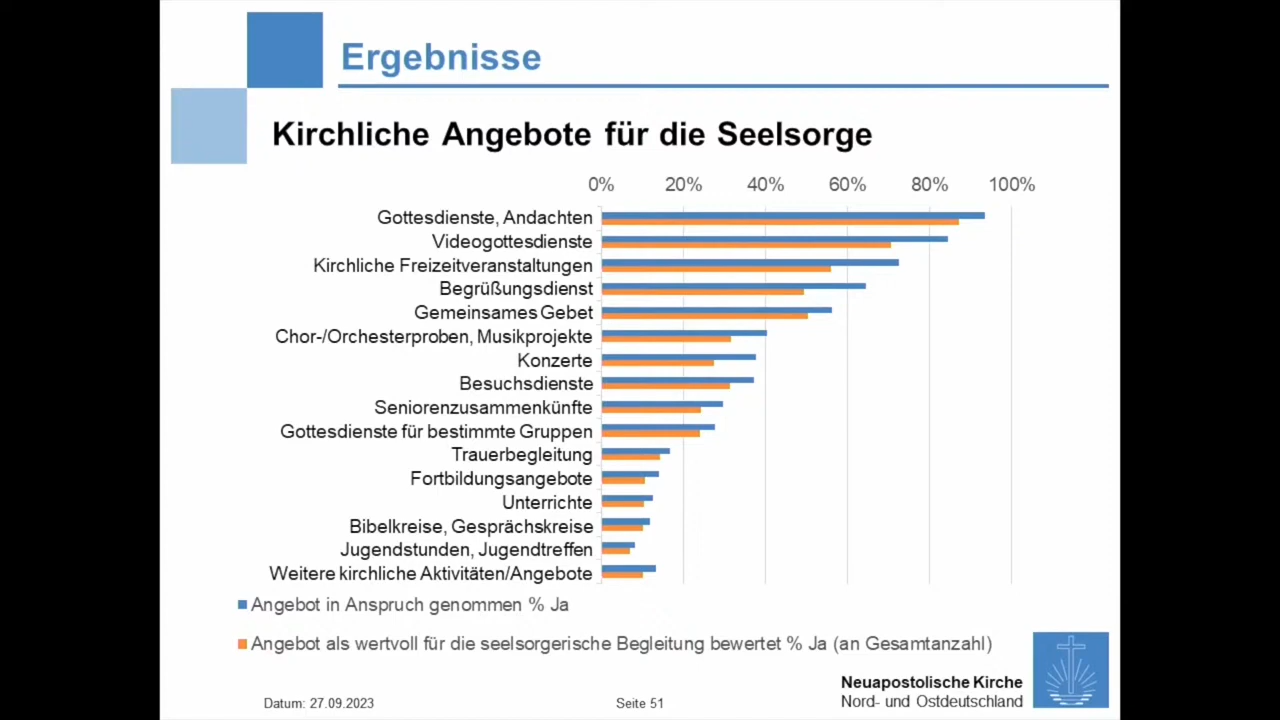 Ergebnisse
Kirchliche Angebote für die Seelsorge
0% 20% 40% 60% 80% 100%
Gottesdienste, Andachten
Videogottesdienste
Kirchliche Freizeitveranstaltungen
Begrüßungsdienst
Gemeinsames Gebet
Chor-/Orchesterproben, Musikprojekte
Konzerte
Besuchsdienste
Seniorenzusammenkünfte
Gottesdienste für bestimmte Gruppen
Trauerbegleitung
Fortbildungsangebote
Unterrichte
Bibelkreise, Gesprächskreise
Jugendstunden, Jugendtreffen
Weitere kirchliche Aktivitäten/Angebote
Angebot in Anspruch genommen % Ja
Angebot als wertvoll für die seelsorgerische Begleitung bewertet % Ja (an Gesamtanzahl)
Neuapostolische Kirche
Nord- und Ostdeutschland
Datum: 27.09.2023
Seite 51